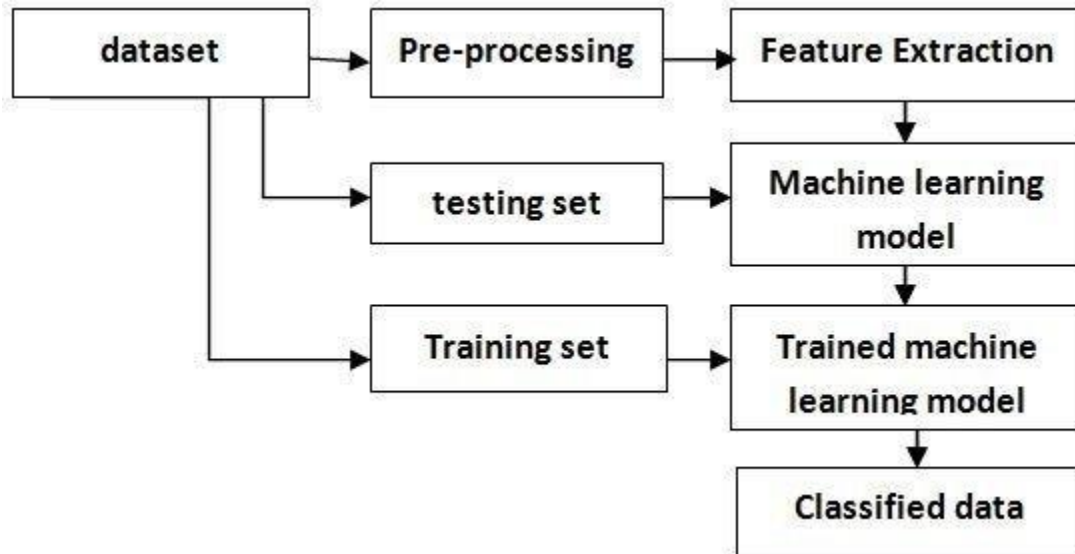 dataset
Pre-processing
Feature Extraction
testing set
Machine learning
model
Training set
Trained machine
learning model
Classified data